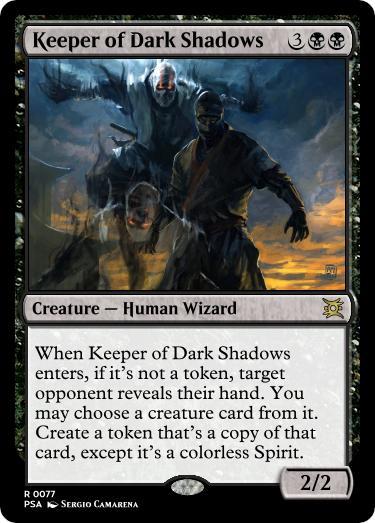 Keeper of Dark Shadows 3
Creature — Human Wizard
When Keeper of Dark Shadows
enters, if it's not a token, target
opponent reveals their hand. You
may choose a creature card from it.
Create a token that's a copy of that
card, except it's a colorless Spirit.
2/2
R 0077
PSA Sergio Camarena